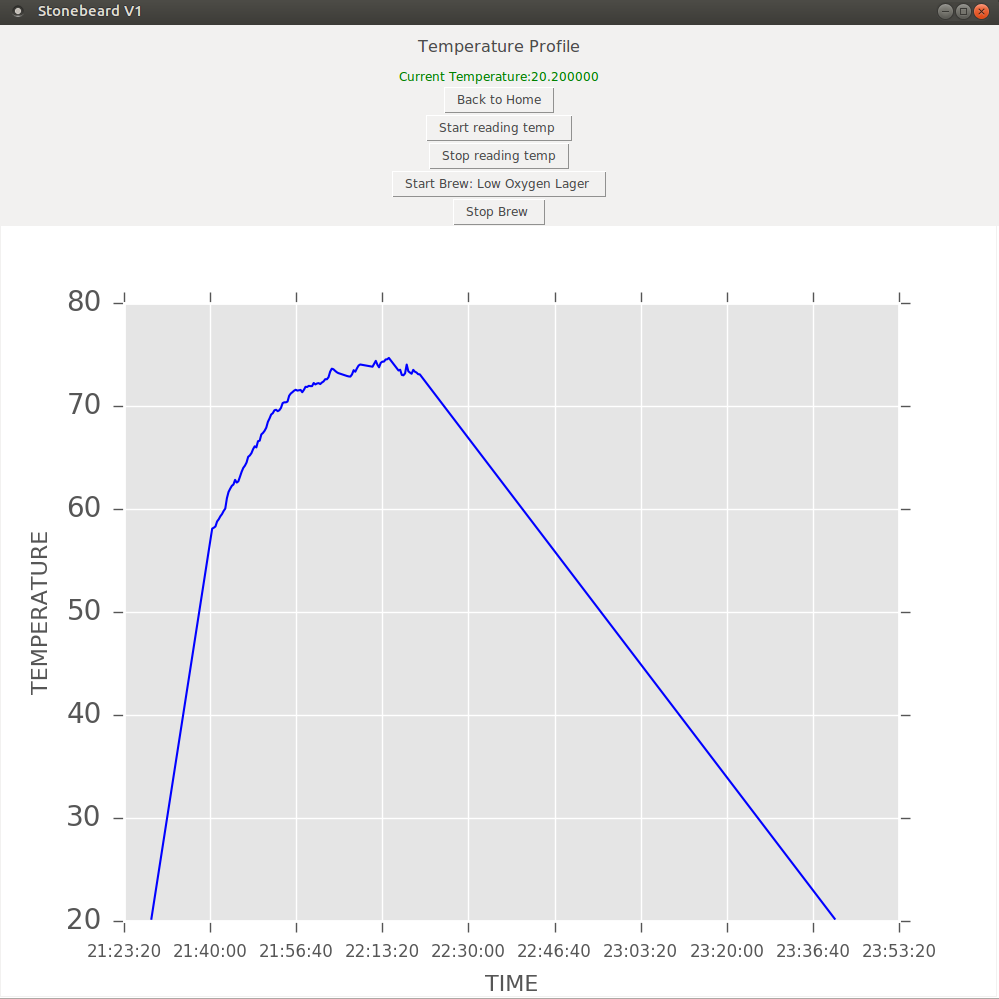 Stonebeard V1
Temperature Profile
Current Temperature:20.200000
Back to Home
Start reading temp
Stop reading temp
Start Brew: Low Oxygen Lager
Stop Brew
80
70
60
50
40
30
20
TEMPERATURE
21:23:20 21:40:00 21:56:40 22:13:20 22:30:00 22:46:40 23:03:20 23:20:00 23:36:40 23:53:20
TIME